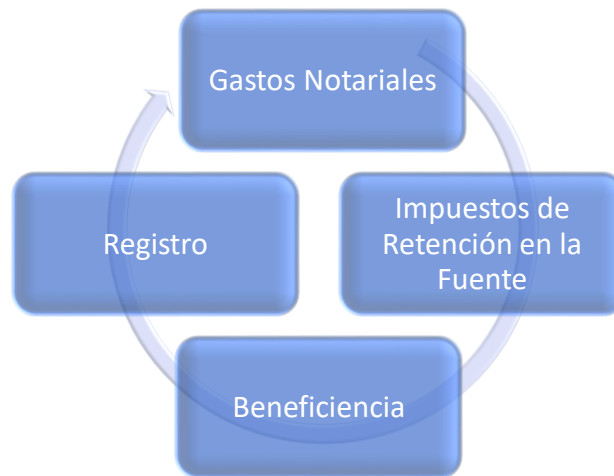 Gastos Notariales
Impuestos de
Retención en la
Fuente
Beneficiencia
Registro